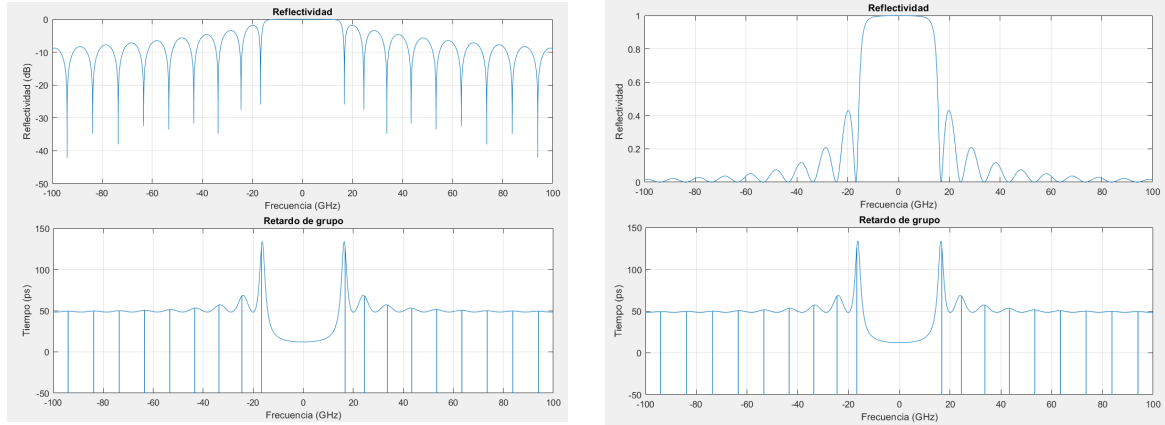 Reflectividad
Reflectividad (dB)
0
-10
-20
-30
-40
-50
-100 -80 -60 -40 -20 0 20 40 60 80 100
Frecuencia (GHz)
Retardo de grupo
Tiempo (ps)
150
100
50
0
-50
-100 -80 -60 -40 -20 0 20 40 60 80 100
Frecuencia (GHz)
Reflectividad
Reflectividad
1
0.8
0.6
0.4
0.2
0
-100 -80 -60 -40 -20 0 20 40 60 80 100
Frecuencia (GHz)
Retardo de grupo
Tiempo (ps)
150
100
50
0
-50
-100 -80 -60 -40 -20 0 20 40 60 80 100
Frecuencia (GHz)